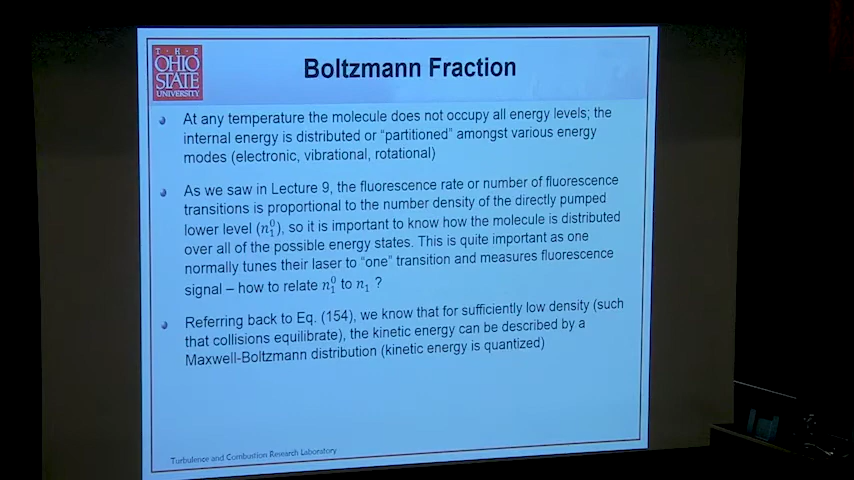 T · H · E
OHIO
STATE
UNIVERSITY
Boltzmann Fraction
At any temperature the molecule does not occupy all energy levels; the
internal energy is distributed or “partitioned” amongst various energy
modes (electronic, vibrational, rotational)
As we saw in Lecture 9, the fluorescence rate or number of fluorescence
transitions is proportional to the number density of the directly pumped
lower level (n₁⁰), so it is important to know how the molecule is distributed
over all of the possible energy states. This is quite important as one
normally tunes their laser to “one” transition and measures fluorescence
signal – how to relate n₁⁰ to n₁ ?
Referring back to Eq. (154), we know that for sufficiently low density (such
that collisions equilibrate), the kinetic energy can be described by a
Maxwell-Boltzmann distribution (kinetic energy is quantized)
Turbulence and Combustion Research Laboratory